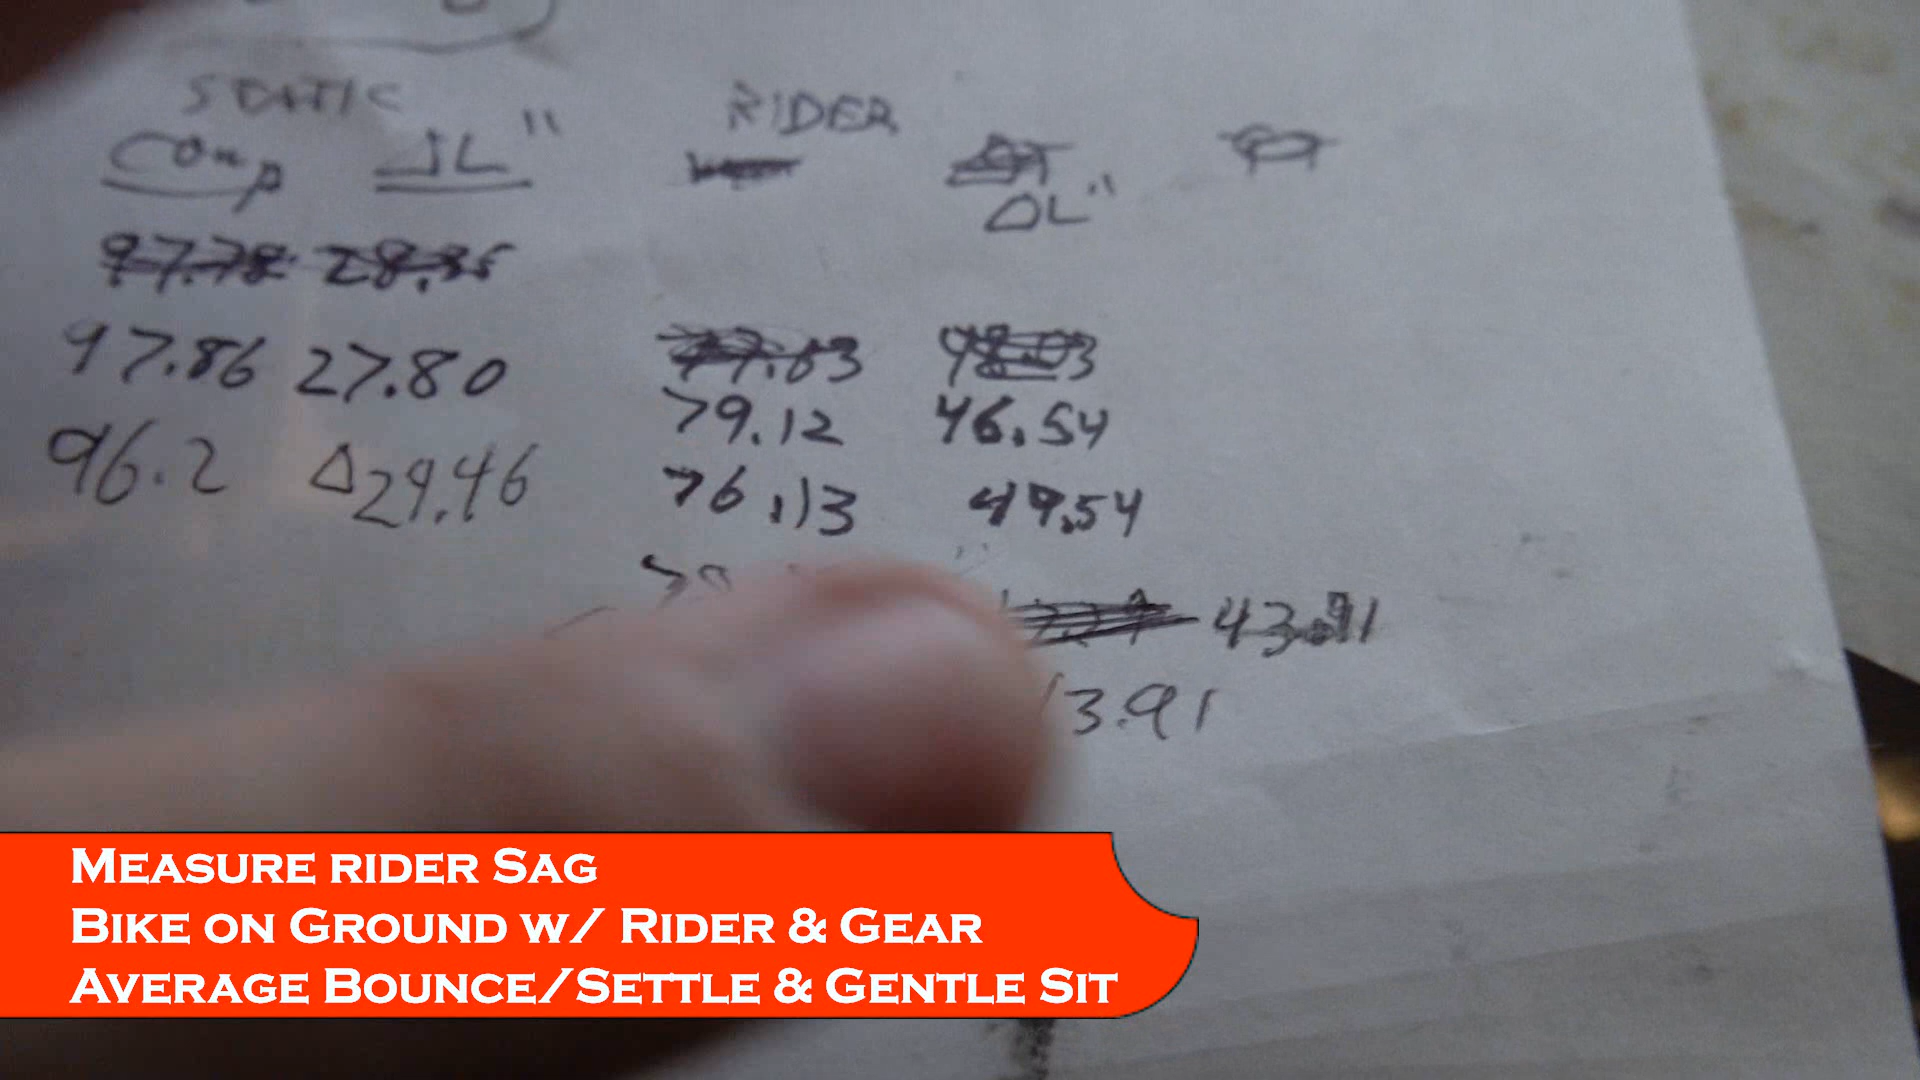 STATIC RIDER
Comp ΔL"
ΔL"
97.78 28.35
97.86 27.80
79.12 46.54
96.2 Δ29.46
76.13 49.54
43.91
3.91
Measure rider Sag
Bike on Ground w/ Rider & Gear
Average Bounce/Settle & Gentle Sit